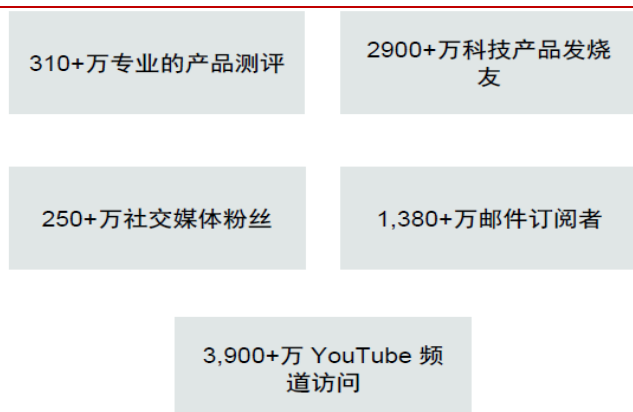 310+万专业的产品测评
2900+万科技产品发烧
友
250+万社交媒体粉丝
1,380+万邮件订阅者
3,900+万 YouTube 频
道访问